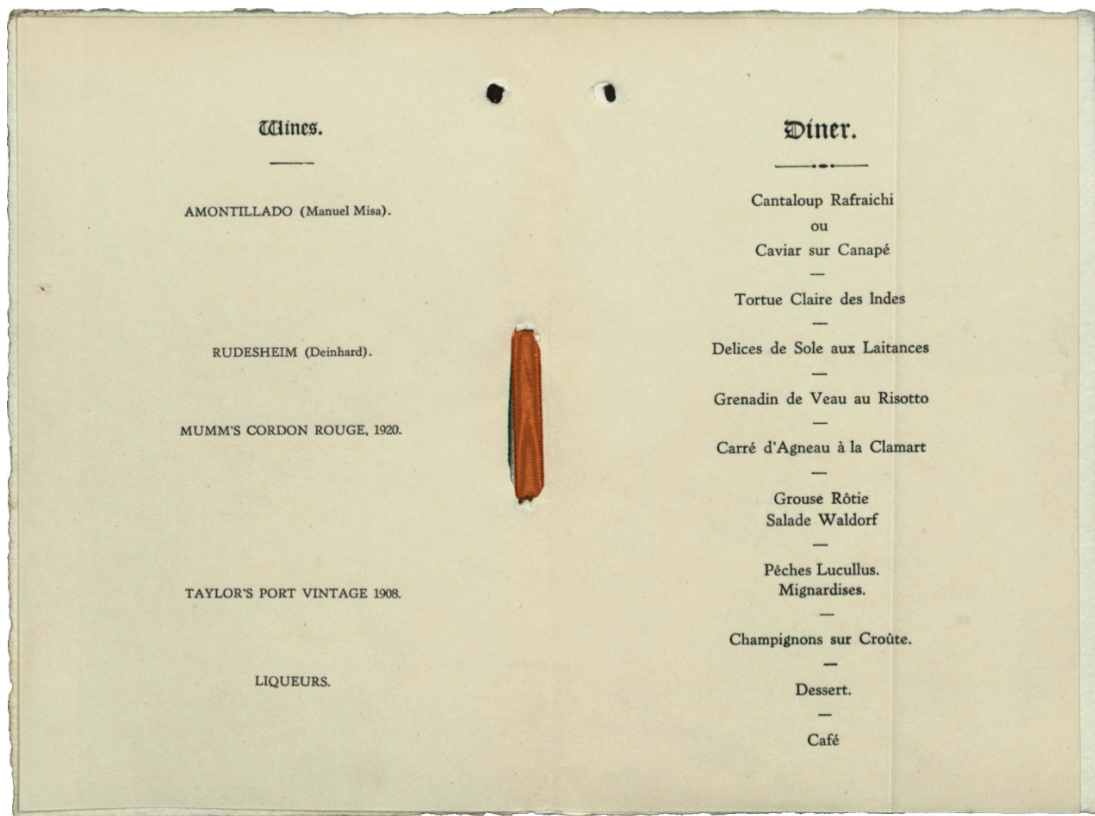 Wines.
AMONTILLADO (Manuel Misa).
RUDESHEIM (Deinhard).
MUMM'S CORDON ROUGE, 1920.
TAYLOR'S PORT VINTAGE 1908.
LIQUEURS.
Diner.
Cantaloup Rafraichi
ou
Caviar sur Canapé
—
Tortue Claire des Indes
—
Delices de Sole aux Laitances
—
Grenadin de Veau au Risotto
—
Carré d'Agneau à la Clamart
—
Grouse Rôtie
Salade Waldorf
—
Pêches Lucullus.
Mignardises.
—
Champignons sur Croûte.
—
Dessert.
—
Café